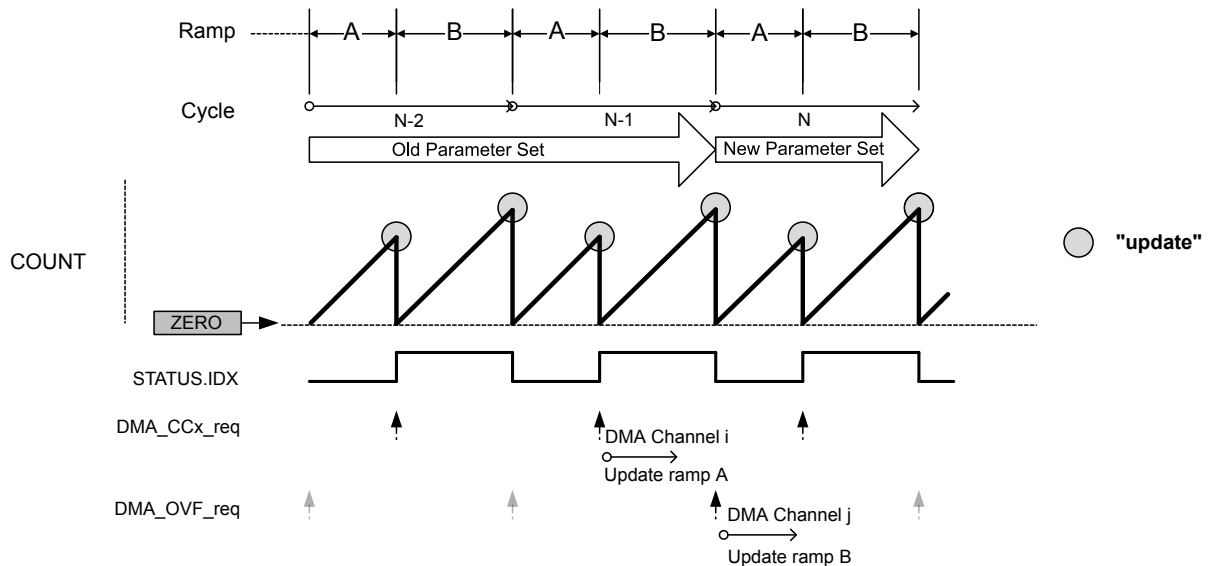 Ramp A B A B A B
Cycle
N-2 N-1 N
Old Parameter Set New Parameter Set
COUNT
"update"
ZERO
STATUS.IDX
DMA_CCx_req
DMA Channel i
Update ramp A
DMA_OVF_req
DMA Channel j
Update ramp B